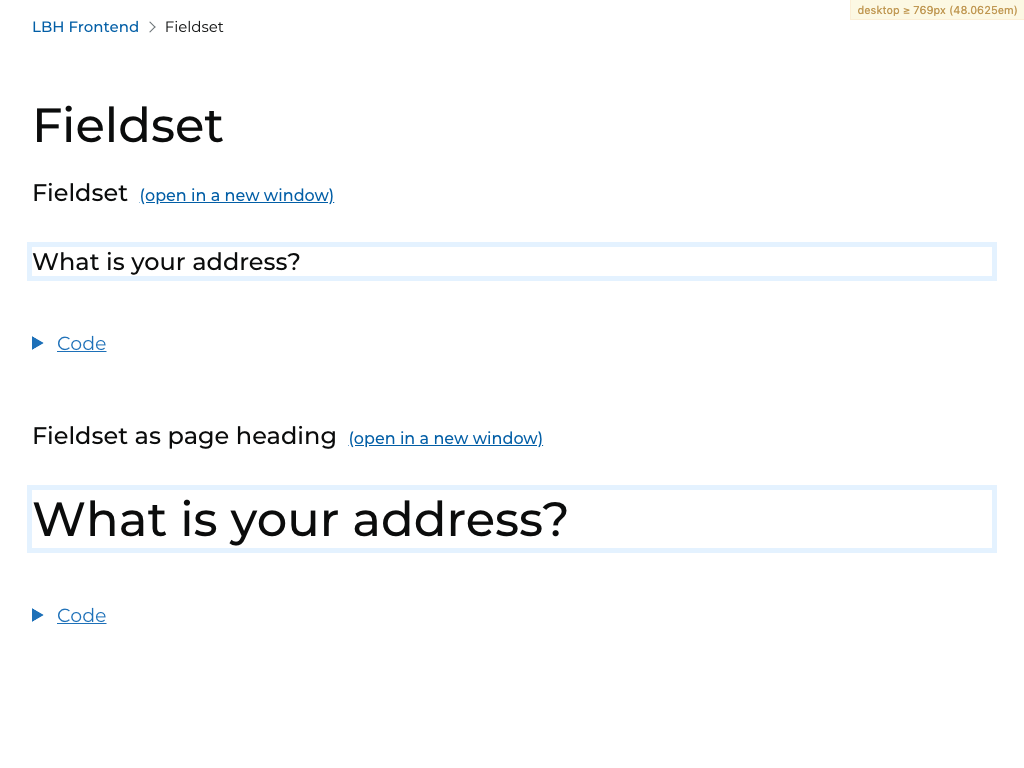 LBH Frontend Fieldset
desktop ≥ 769px (48.0625em)
Fieldset
Fieldset (open in a new window)
What is your address?
Code
Fieldset as page heading (open in a new window)
What is your address?
Code